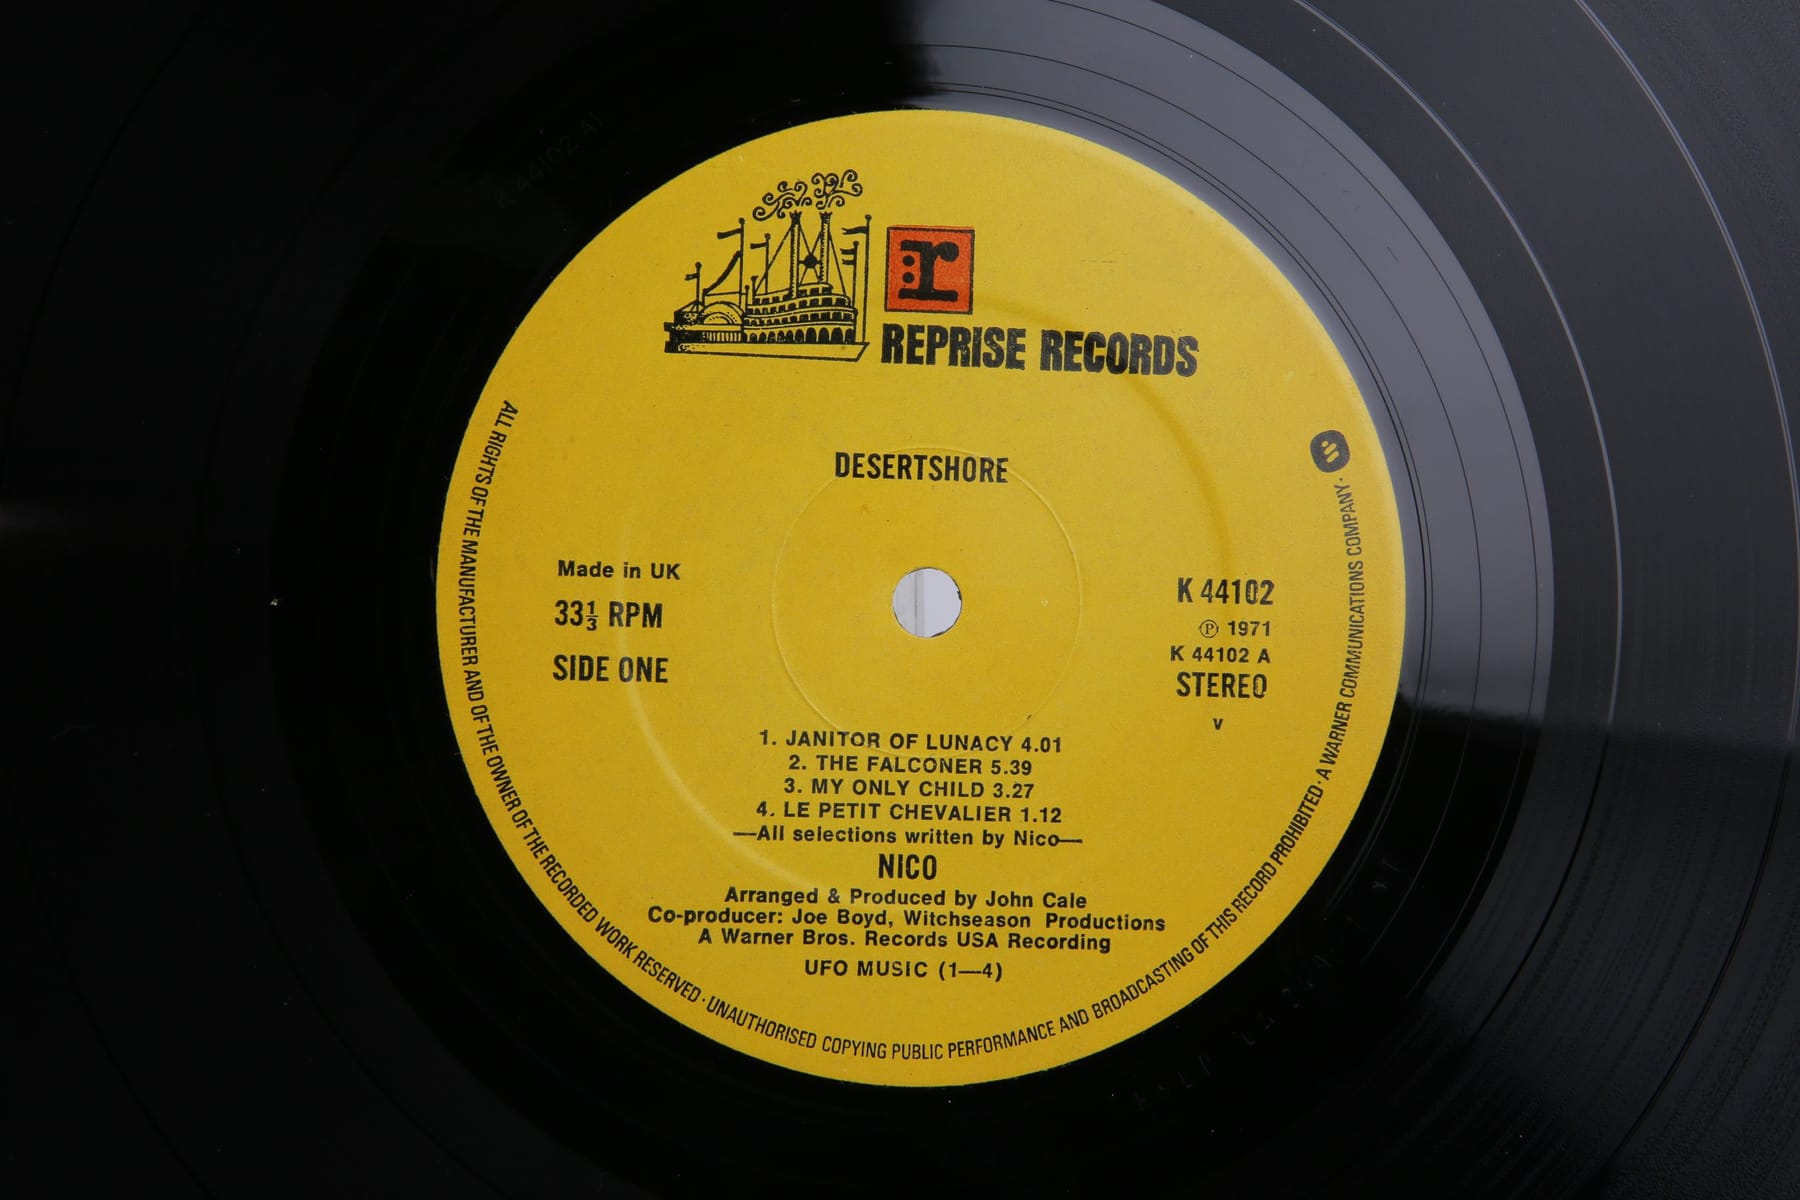 r
REPRISE RECORDS
DESERTSHORE
Made in UK
33⅓ RPM
SIDE ONE
K 44102
Ⓟ 1971
K 44102 A
STEREO
V
1. JANITOR OF LUNACY 4.01
2. THE FALCONER 5.39
3. MY ONLY CHILD 3.27
4. LE PETIT CHEVALIER 1.12
—All selections written by Nico—
NICO
Arranged & Produced by John Cale
Co-producer: Joe Boyd, Witchseason Productions
A Warner Bros. Records USA Recording
UFO MUSIC (1—4)
ALL RIGHTS OF THE MANUFACTURER AND OF THE OWNER OF THE RECORDED WORK RESERVED · UNAUTHORISED COPYING PUBLIC PERFORMANCE AND BROADCASTING OF THIS RECORD PROHIBITED · A WARNER COMMUNICATIONS COMPANY ·
K 44102 A1